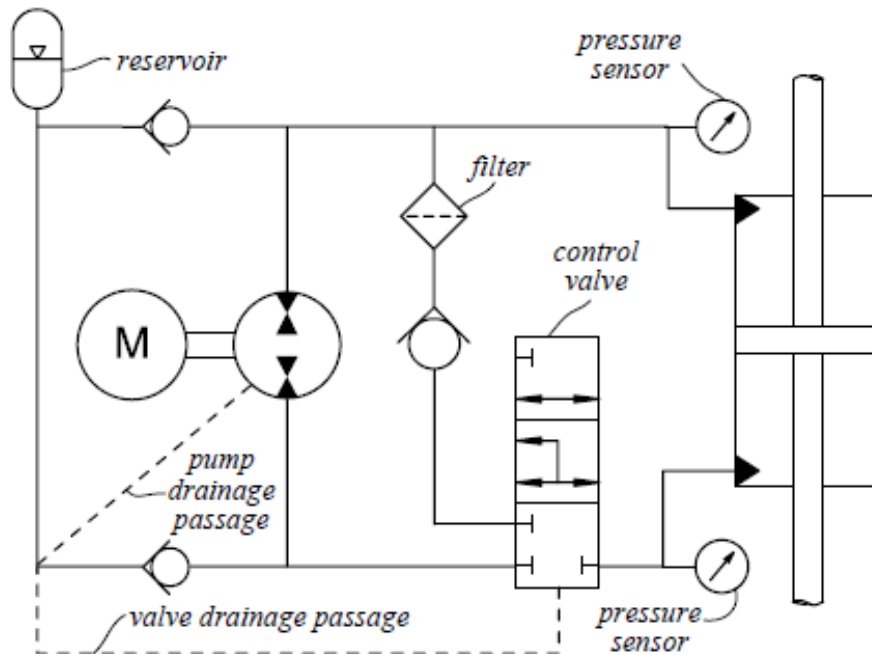 pressure
sensor
reservoir
filter
control
valve
M
pump
drainage
passage
valve drainage passage
pressure
sensor